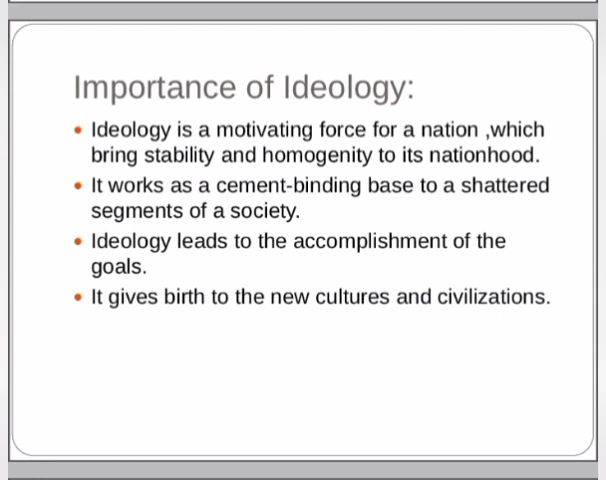 Importance of Ideology:
• Ideology is a motivating force for a nation ,which
bring stability and homogenity to its nationhood.
• It works as a cement-binding base to a shattered
segments of a society.
• Ideology leads to the accomplishment of the
goals.
• It gives birth to the new cultures and civilizations.